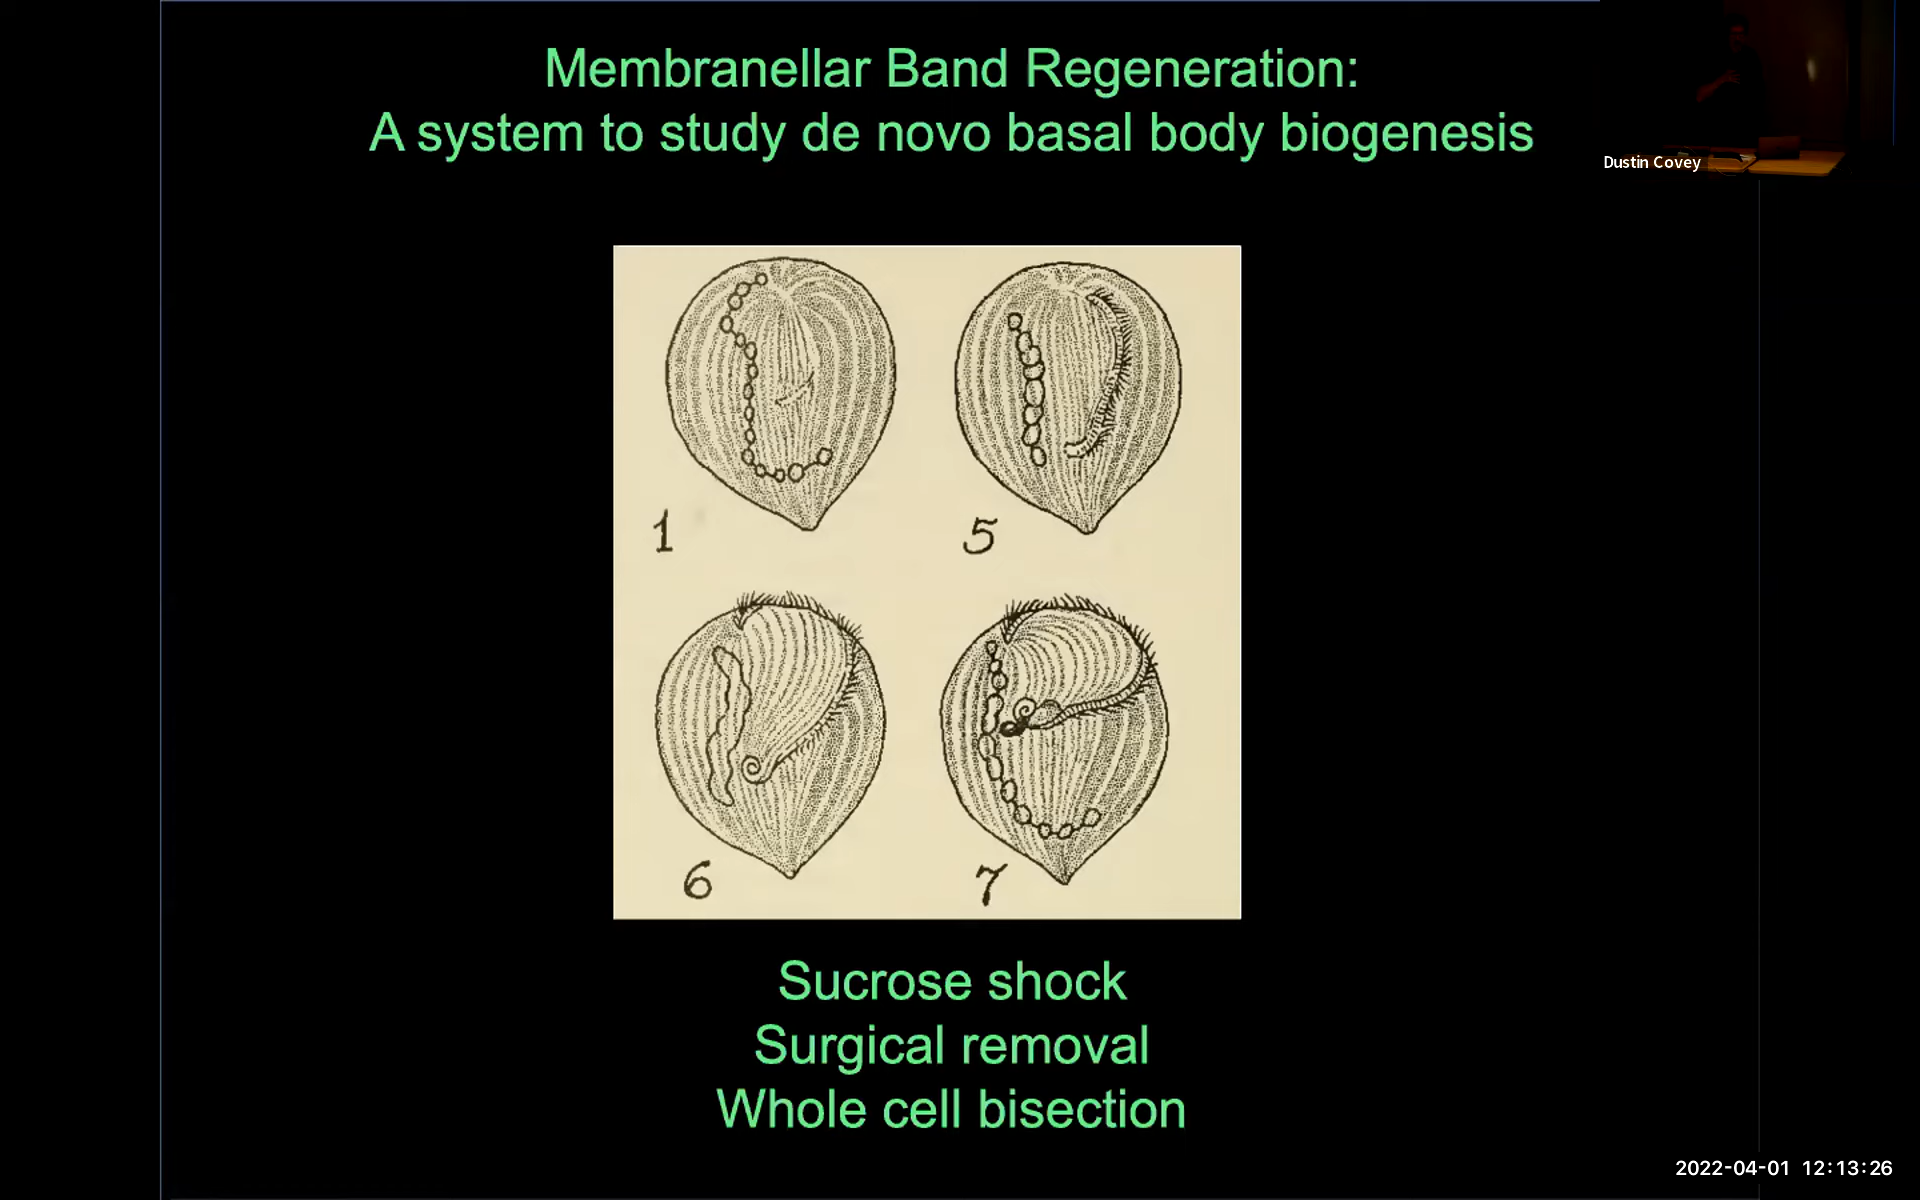 Membranellar Band Regeneration:
A system to study de novo basal body biogenesis
Dustin Covey
1
5
6
7
Sucrose shock
Surgical removal
Whole cell bisection
2022-04-01 12:13:26